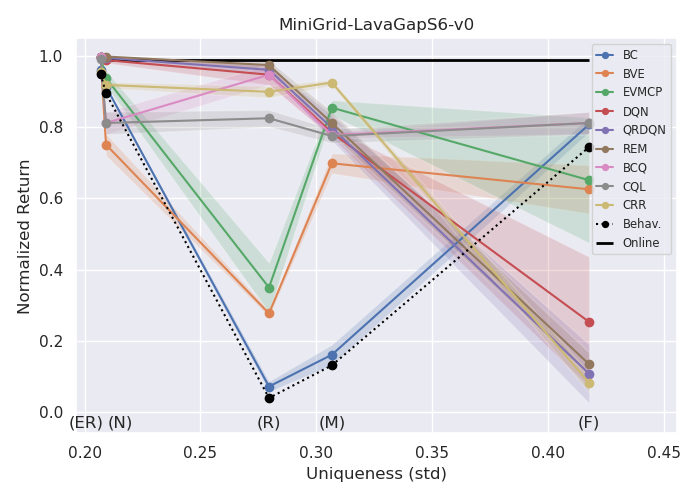 MiniGrid-LavaGapS6-v0
Normalized Return
1.0
0.8
0.6
0.4
0.2
0.0
BC
BVE
EVMCP
DQN
QRDQN
REM
BCQ
CQL
CRR
Behav.
Online
(ER) (N) (R) (M) (F)
0.20 0.25 0.30 0.35 0.40 0.45
Uniqueness (std)